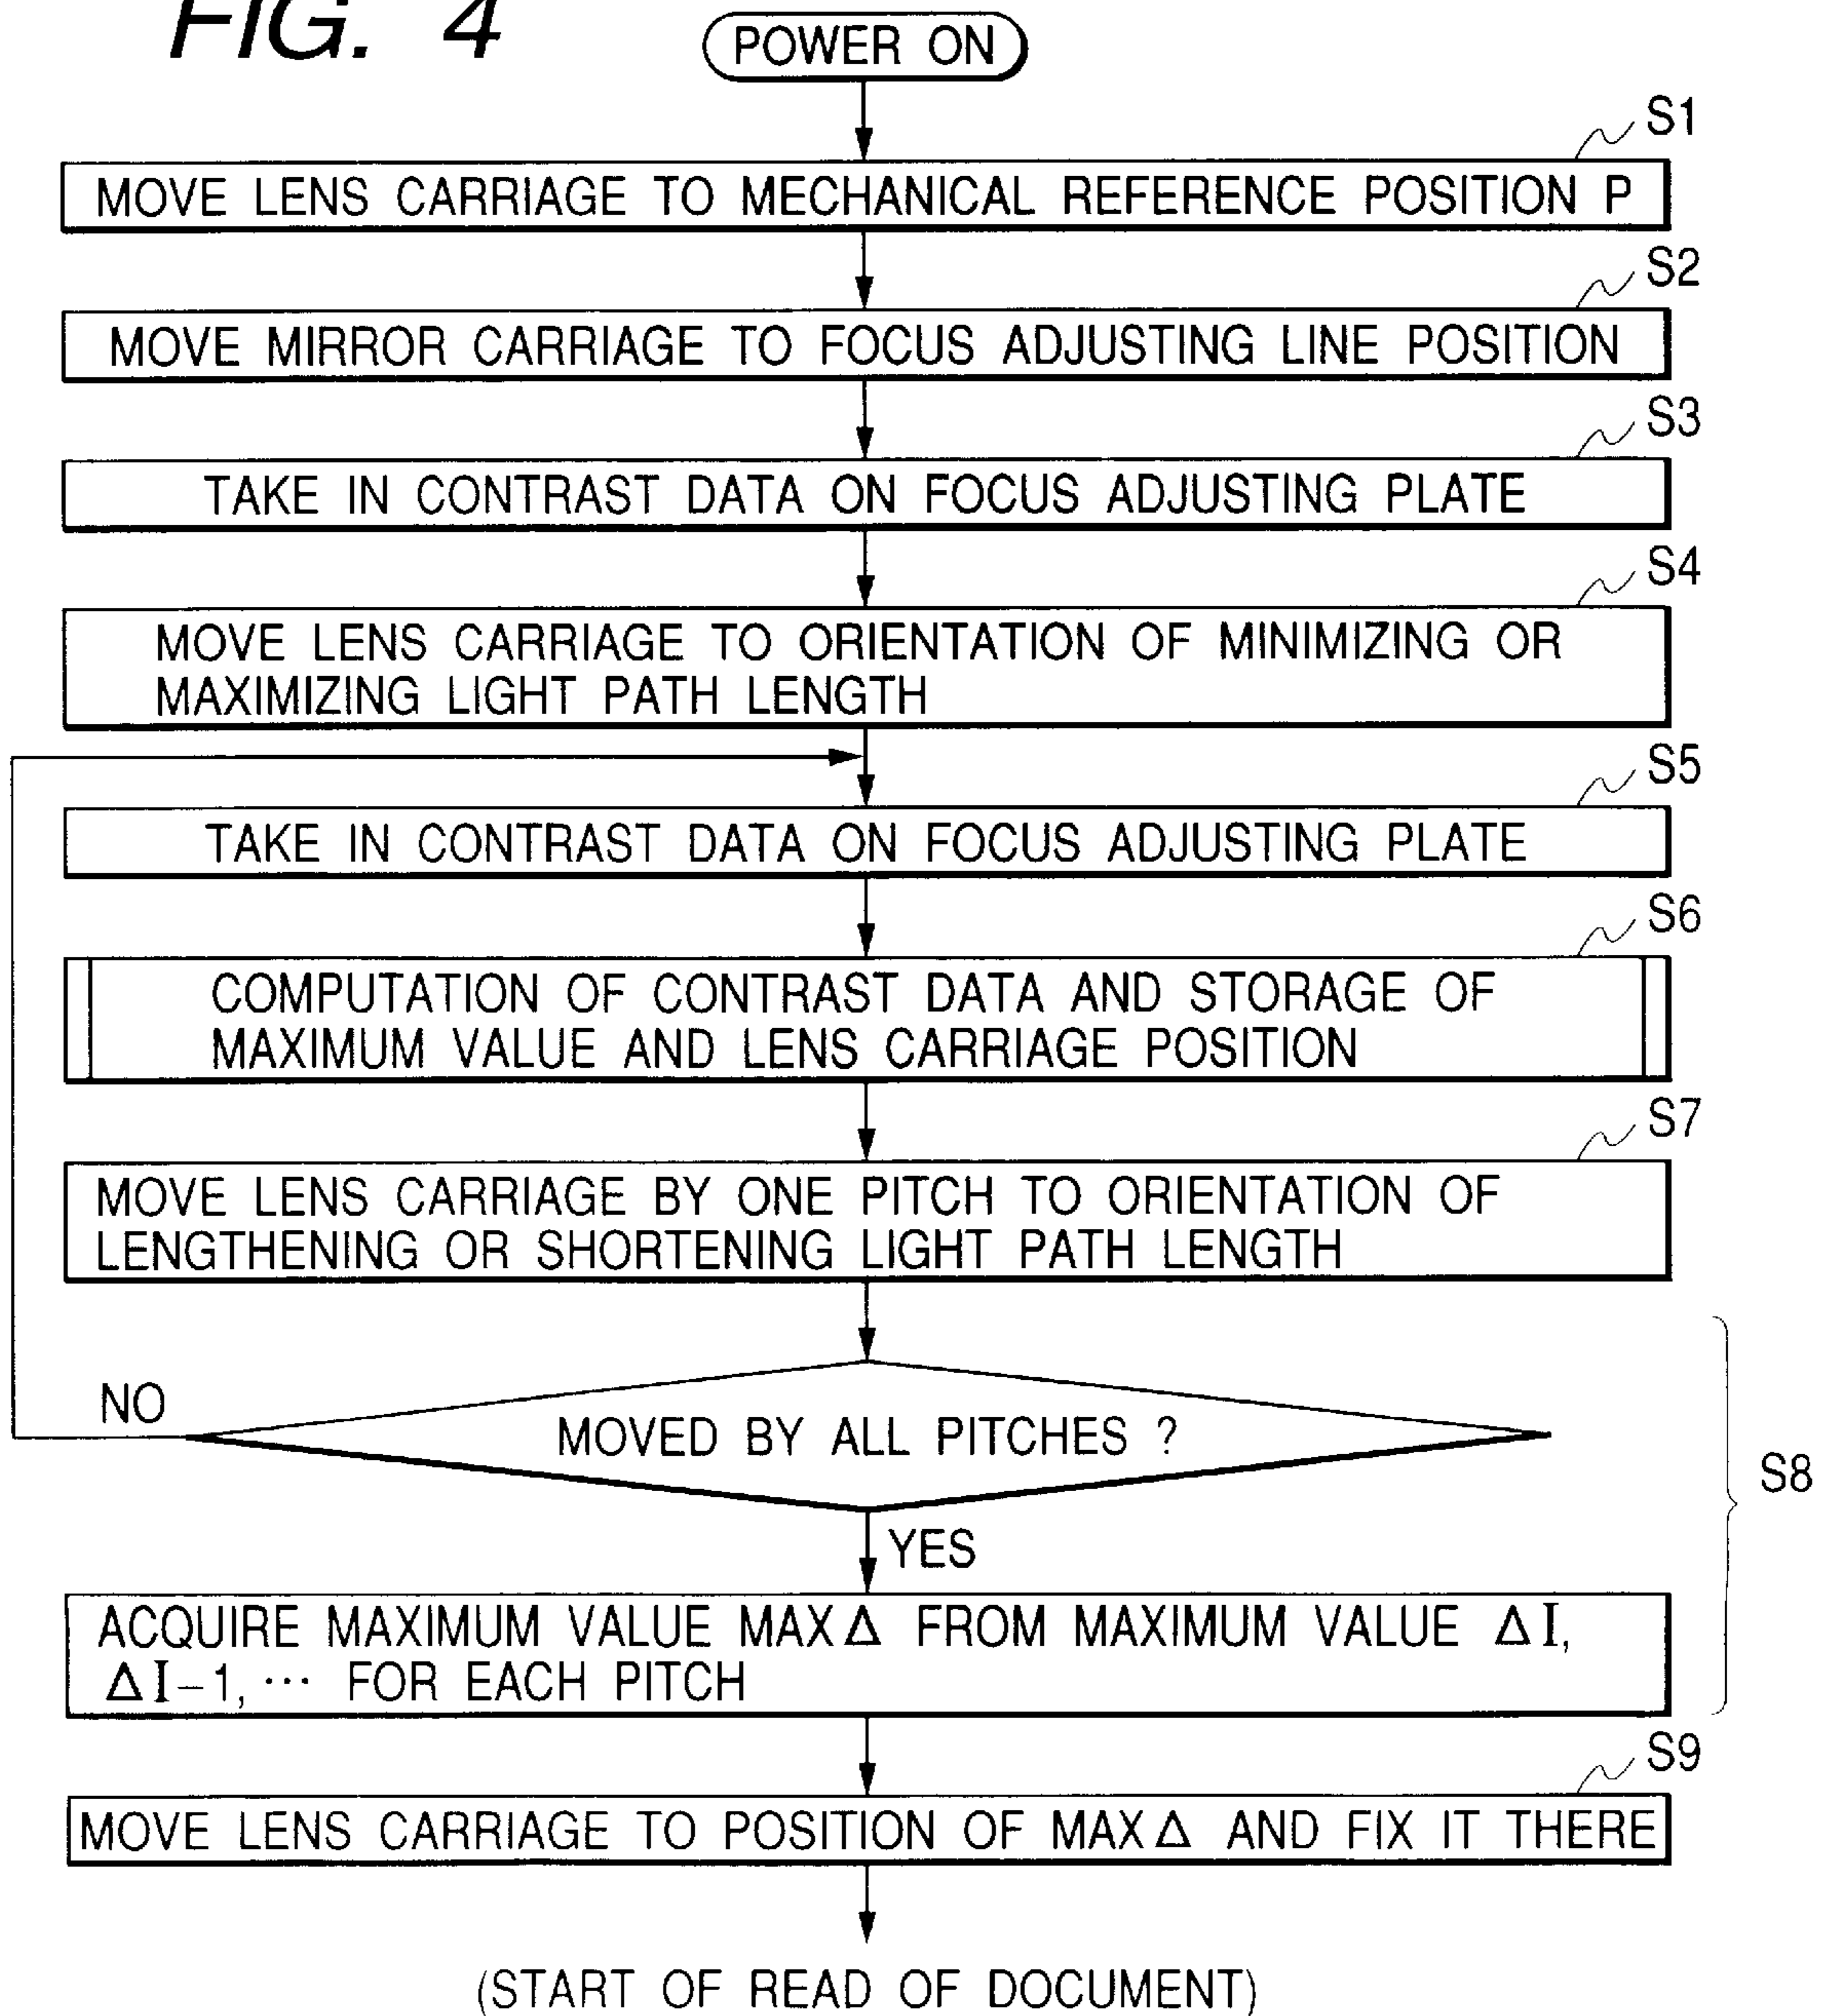 FIG. 4
POWER ON
S1
MOVE LENS CARRIAGE TO MECHANICAL REFERENCE POSITION P
S2
MOVE MIRROR CARRIAGE TO FOCUS ADJUSTING LINE POSITION
S3
TAKE IN CONTRAST DATA ON FOCUS ADJUSTING PLATE
S4
MOVE LENS CARRIAGE TO ORIENTATION OF MINIMIZING OR
MAXIMIZING LIGHT PATH LENGTH
S5
TAKE IN CONTRAST DATA ON FOCUS ADJUSTING PLATE
S6
COMPUTATION OF CONTRAST DATA AND STORAGE OF
MAXIMUM VALUE AND LENS CARRIAGE POSITION
S7
MOVE LENS CARRIAGE BY ONE PITCH TO ORIENTATION OF
LENGTHENING OR SHORTENING LIGHT PATH LENGTH
NO
MOVED BY ALL PITCHES ?
S8
YES
ACQUIRE MAXIMUM VALUE MAXΔ FROM MAXIMUM VALUE ΔI,
ΔI-1, ··· FOR EACH PITCH
S9
MOVE LENS CARRIAGE TO POSITION OF MAXΔ AND FIX IT THERE
(START OF READ OF DOCUMENT)